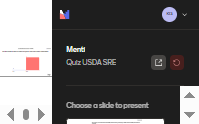 Menti
Quiz USDA SRE
Choose a slide to present